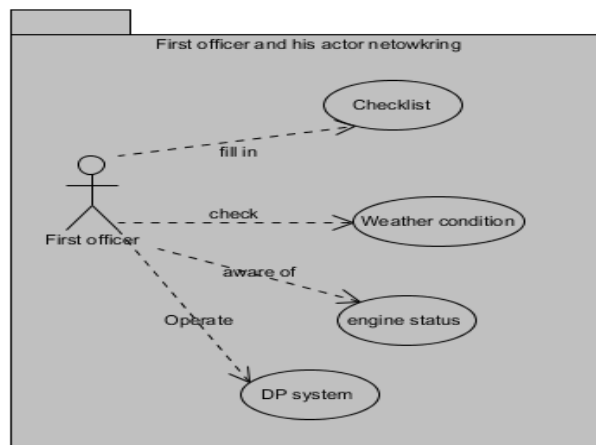 First officer and his actor netowkring
Checklist
fill in
check
Weather condition
First officer
aware of
Operate
engine status
DP system